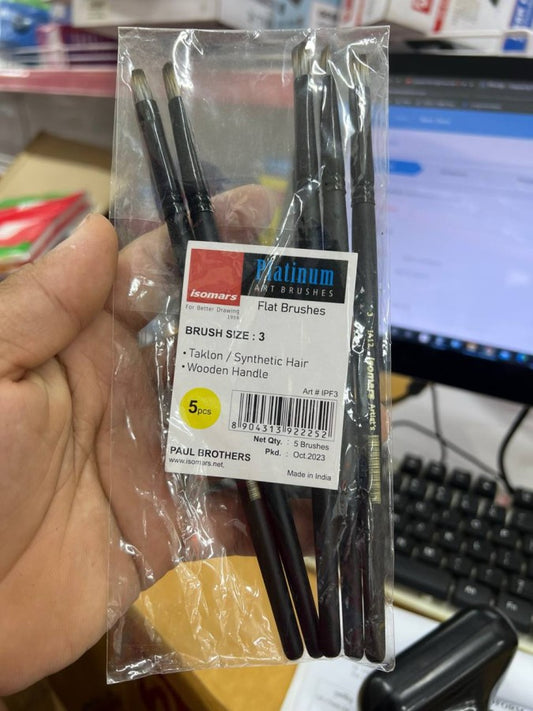 isomars
For Better Drawing
1956
Platinum
ART BRUSHES
Flat Brushes
BRUSH SIZE : 3
• Taklon / Synthetic Hair
• Wooden Handle
Art # IPF3
5pcs
8 904313 922252
Net Qty. : 5 Brushes
Pkd. : Oct.2023
PAUL BROTHERS
www.isomars.net,
Made in India
isomars Artist's